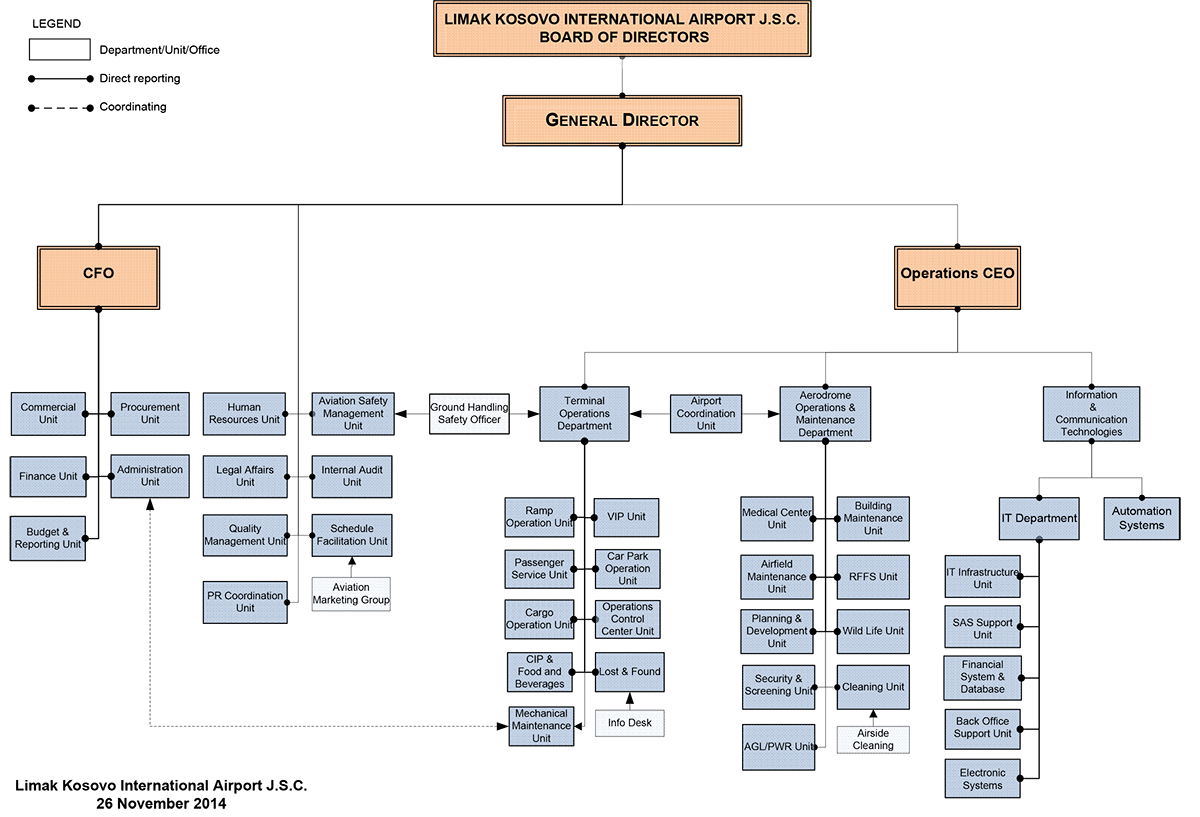 LEGEND
Department/Unit/Office
Direct reporting
Coordinating
LIMAK KOSOVO INTERNATIONAL AIRPORT J.S.C.
BOARD OF DIRECTORS
GENERAL DIRECTOR
CFO
Operations CEO
Commercial
Unit
Procurement
Unit
Finance Unit
Administration
Unit
Budget &
Reporting Unit
Human
Resources Unit
Aviation Safety
Management
Unit
Legal Affairs
Unit
Internal Audit
Unit
Quality
Management Unit
Schedule
Facilitation Unit
PR Coordination
Unit
Aviation
Marketing Group
Ground Handling
Safety Officer
Terminal
Operations
Department
Airport
Coordination
Unit
Aerodrome
Operations &
Maintenance
Department
Information
&
Communication
Technologies
Ramp
Operation Unit
VIP Unit
Passenger
Service Unit
Car Park
Operation
Unit
Cargo
Operation Unit
Operations
Control
Center Unit
CIP &
Food and
Beverages
Lost & Found
Mechanical
Maintenance
Unit
Info Desk
Medical Center
Unit
Building
Maintenance
Unit
Airfield
Maintenance
Unit
RFFS Unit
Planning &
Development
Unit
Wild Life Unit
Security &
Screening Unit
Cleaning Unit
AGL/PWR Unit
Airside
Cleaning
IT Department
Automation
Systems
IT Infrastructure
Unit
SAS Support
Unit
Financial
System &
Database
Back Office
Support Unit
Electronic
Systems
Limak Kosovo International Airport J.S.C.
26 November 2014